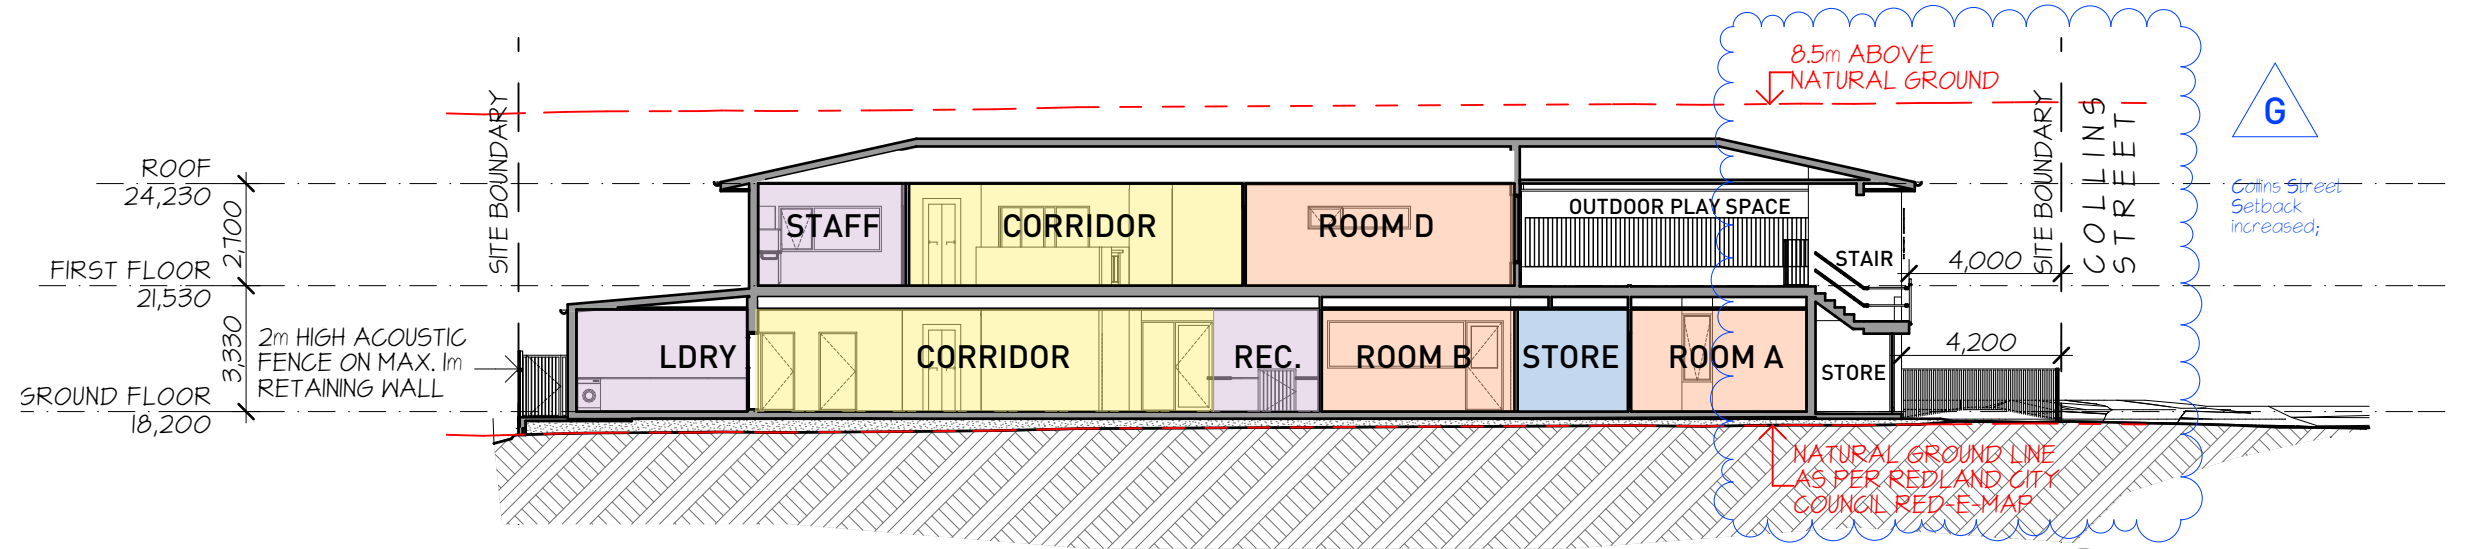 8.5m ABOVE
NATURAL GROUND
G
Collins Street
Setback
increased;
SITE BOUNDARY
SITE BOUNDARY
COLLINS
STREET
ROOF
24,230
2,100
FIRST FLOOR
21,530
3,330
GROUND FLOOR
18,200
2m HIGH ACOUSTIC
FENCE ON MAX. 1m
RETAINING WALL
STAFF
CORRIDOR
ROOM D
OUTDOOR PLAY SPACE
STAIR
4,000
LDRY
CORRIDOR
REC.
ROOM B
STORE
ROOM A
STORE
4,200
NATURAL GROUND LINE
AS PER REDLAND CITY
COUNCIL RED-E-MAP